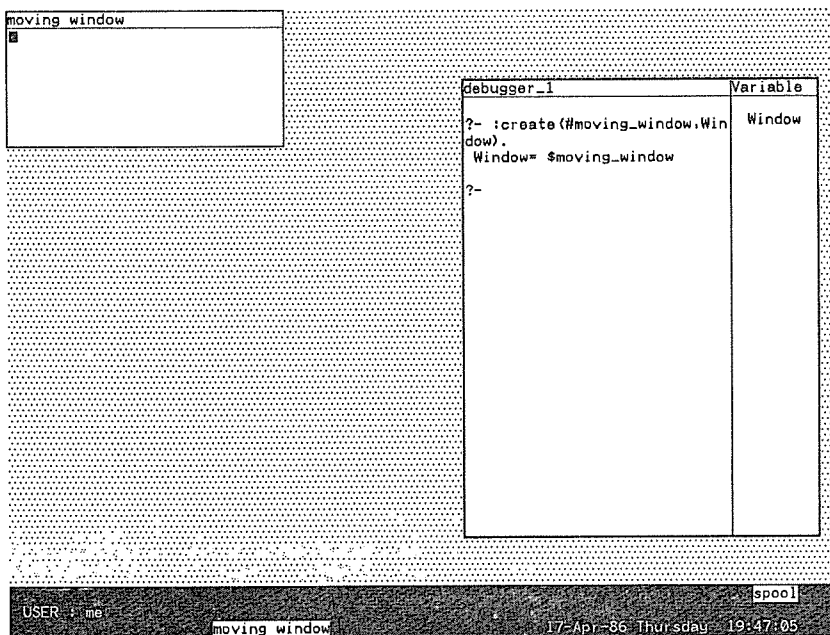 moving window
debugger_1
Variable
?- :create(#moving_window,Win
dow).
Window= $moving_window
?-
Window
spool
USER : me
moving window
17-Apr-86 Thursday 19:47:05